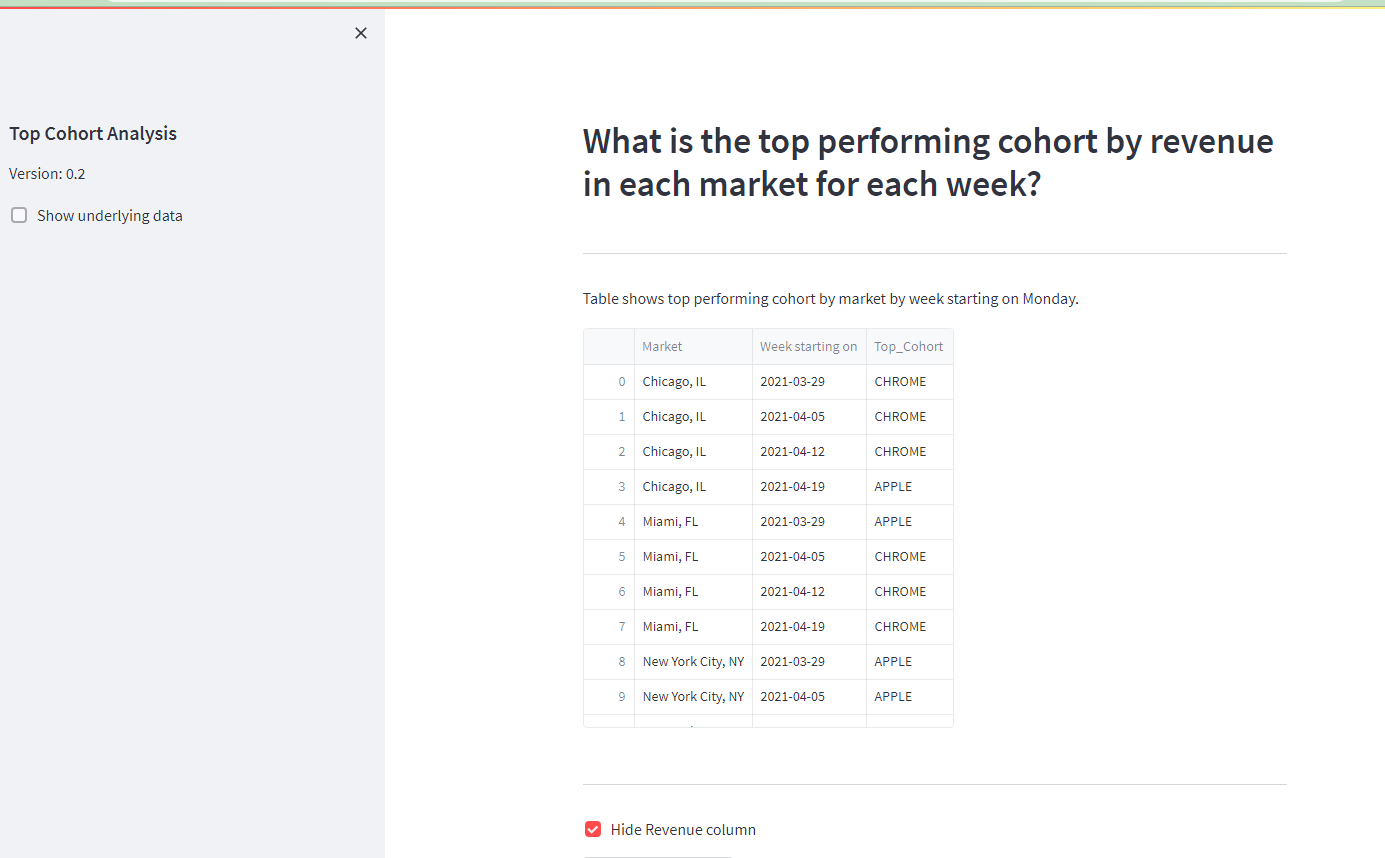 Top Cohort Analysis
Version: 0.2
Show underlying data
What is the top performing cohort by revenue
in each market for each week?
Table shows top performing cohort by market by week starting on Monday.
Market Week starting on Top_Cohort
0 Chicago, IL 2021-03-29 CHROME
1 Chicago, IL 2021-04-05 CHROME
2 Chicago, IL 2021-04-12 CHROME
3 Chicago, IL 2021-04-19 APPLE
4 Miami, FL 2021-03-29 APPLE
5 Miami, FL 2021-04-05 CHROME
6 Miami, FL 2021-04-12 CHROME
7 Miami, FL 2021-04-19 CHROME
8 New York City, NY 2021-03-29 APPLE
9 New York City, NY 2021-04-05 APPLE
Hide Revenue column